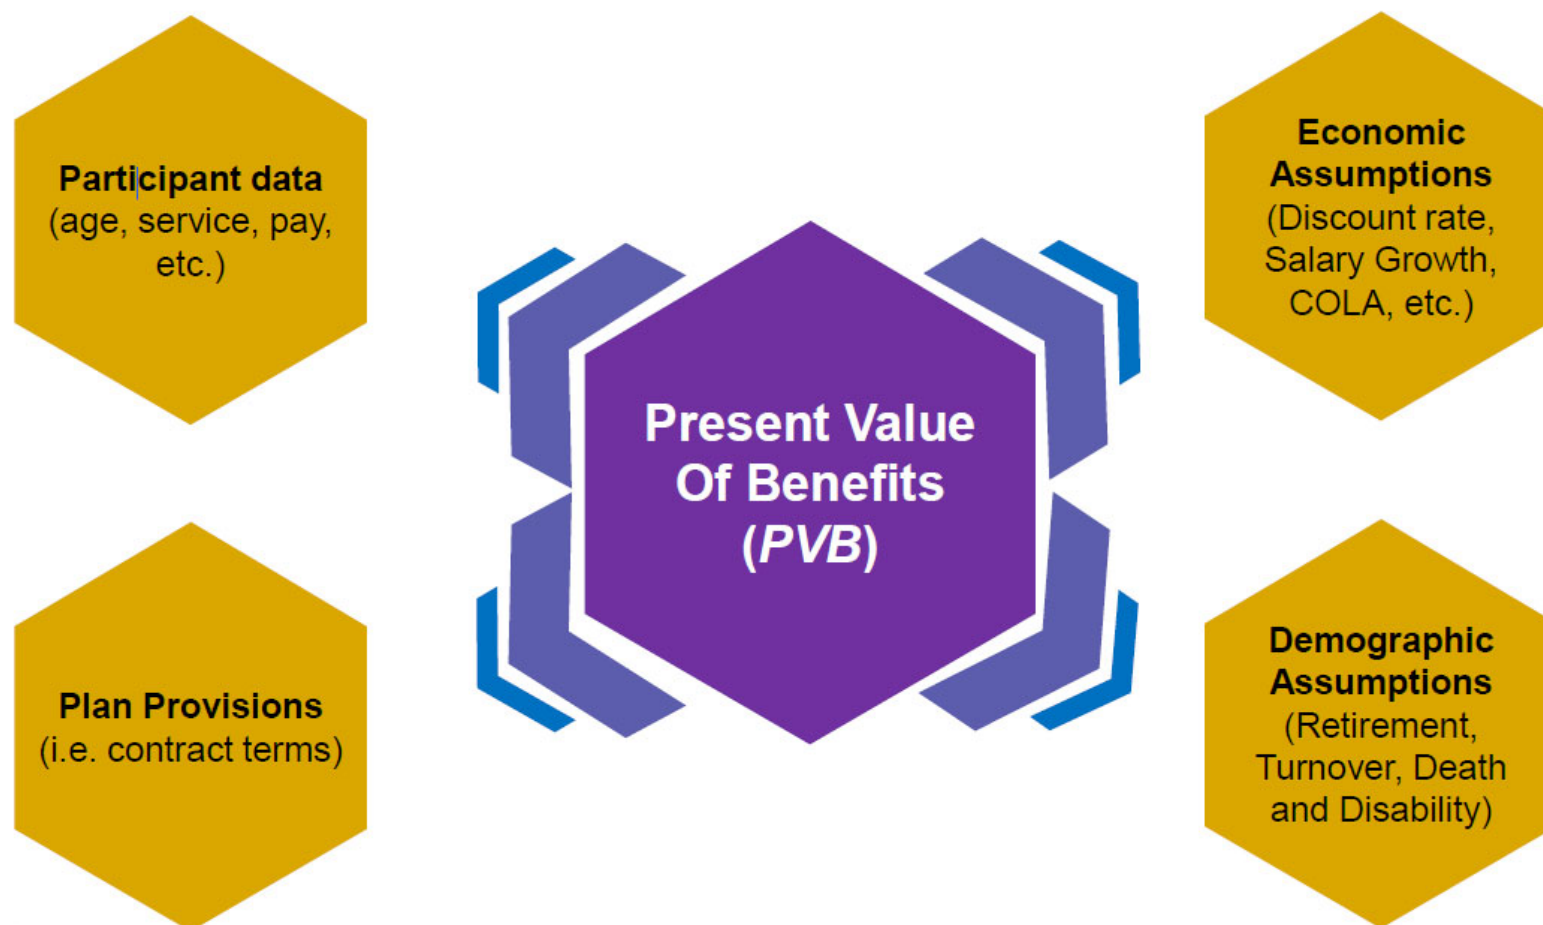 Participant data
(age, service, pay,
etc.)
Economic
Assumptions
(Discount rate,
Salary Growth,
COLA, etc.)
Present Value
Of Benefits
(PVB)
Plan Provisions
(i.e. contract terms)
Demographic
Assumptions
(Retirement,
Turnover, Death
and Disability)